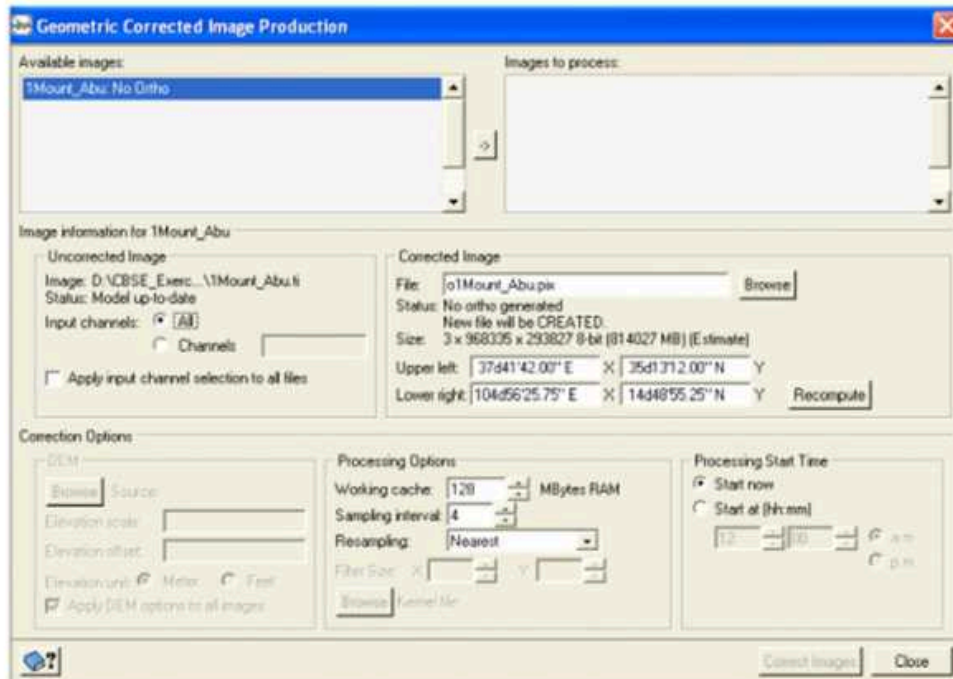 Geometric Corrected Image Production
Available images:
Images to process:
1Mount_Abu: No Ortho
Image information for 1Mount_Abu
Uncorrected Image
Image: D:\CBSE_Exerc...\1Mount_Abu.ti
Status: Model up-to-date
Input channels: All
Channels
Apply input channel selection to all files
Corrected Image
File: o1Mount_Abu.pix Browse
Status: No ortho generated
New file will be CREATED.
Size: 3 x 968335 x 293827 8-bit (814027 MB) (Estimate)
Upper left: 37d41'42.00" E X 35d13'12.00" N Y
Lower right: 104d56'25.75" E X 14d48'55.25" N Y Recompute
Correction Options
DEM
Browse Source:
Elevation scale:
Elevation offset:
Elevation unit: Meter Feet
Apply DEM options to all images
Processing Options
Working cache: 128 MBytes RAM
Sampling interval: 4
Resampling: Nearest
Filter Size: X Y
Browse Kernel file:
Processing Start Time
Start now
Start at (hh:mm)
12 00 a.m
p.m
Correct Images Close